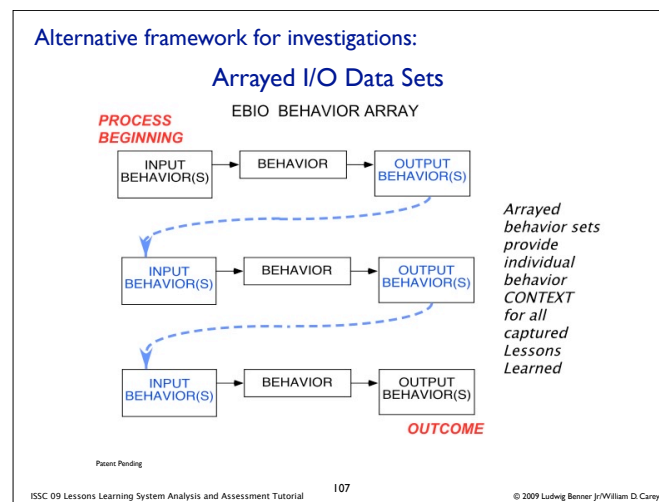 Alternative framework for investigations:
Arrayed I/O Data Sets
EBIO BEHAVIOR ARRAY
PROCESS
BEGINNING
INPUT
BEHAVIOR(S)
BEHAVIOR
OUTPUT
BEHAVIOR(S)
INPUT
BEHAVIOR(S)
BEHAVIOR
OUTPUT
BEHAVIOR(S)
INPUT
BEHAVIOR(S)
BEHAVIOR
OUTPUT
BEHAVIOR(S)
OUTCOME
Arrayed
behavior sets
provide
individual
behavior
CONTEXT
for all
captured
Lessons
Learned
Patent Pending
ISSC 09 Lessons Learning System Analysis and Assessment Tutorial
107
© 2009 Ludwig Benner Jr/William D. Carey